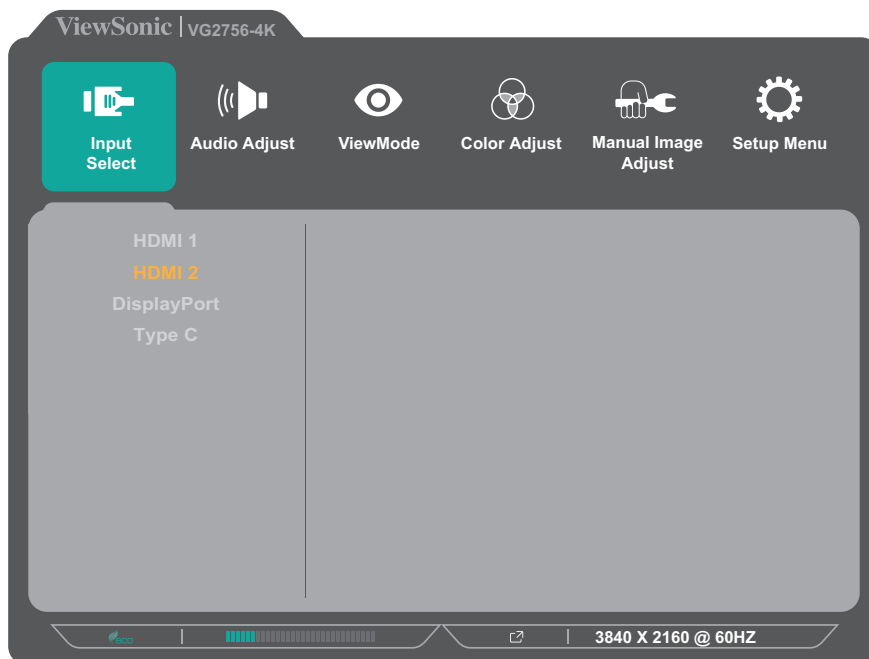 ViewSonic | VG2756-4K
Input
Select
Audio Adjust
ViewMode
Color Adjust
Manual Image
Adjust
Setup Menu
HDMI 1
HDMI 2
DisplayPort
Type C
eco
3840 X 2160 @ 60HZ